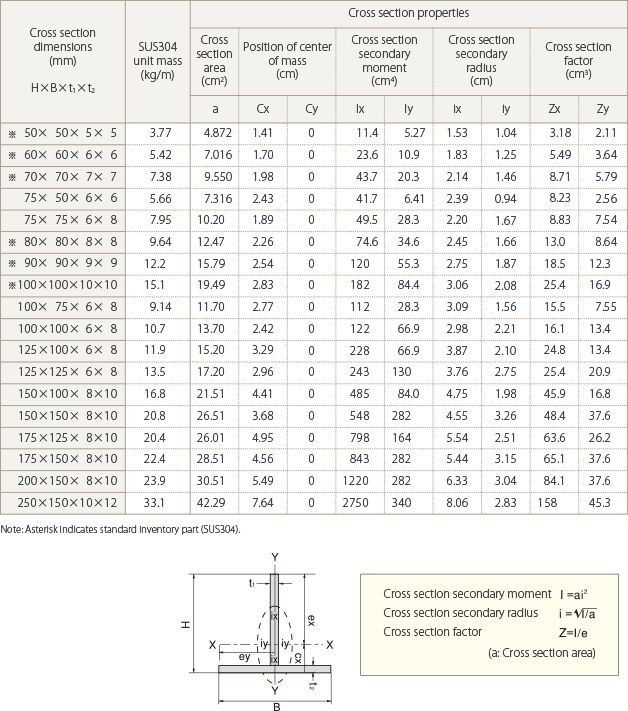 Cross section dimensions (mm)
H×B×t₁×t₂
SUS304 unit mass (kg/m)
Cross section properties
Cross section area (cm²)
Position of center of mass (cm)
Cross section secondary moment (cm⁴)
Cross section secondary radius (cm)
Cross section factor (cm³)
a Cx Cy Ix Iy Ix Iy Zx Zy
※ 50× 50× 5× 5 3.77 4.872 1.41 0 11.4 5.27 1.53 1.04 3.18 2.11
※ 60× 60× 6× 6 5.42 7.016 1.70 0 23.6 10.9 1.83 1.25 5.49 3.64
※ 70× 70× 7× 7 7.38 9.550 1.98 0 43.7 20.3 2.14 1.46 8.71 5.79
75× 50× 6× 6 5.66 7.316 2.43 0 41.7 6.41 2.39 0.94 8.23 2.56
75× 75× 6× 8 7.95 10.20 1.89 0 49.5 28.3 2.20 1.67 8.83 7.54
※ 80× 80× 8× 8 9.64 12.47 2.26 0 74.6 34.6 2.45 1.66 13.0 8.64
※ 90× 90× 9× 9 12.2 15.79 2.54 0 120 55.3 2.75 1.87 18.5 12.3
※100×100×10×10 15.1 19.49 2.83 0 182 84.4 3.06 2.08 25.4 16.9
100× 75× 6× 8 9.14 11.70 2.77 0 112 28.3 3.09 1.56 15.5 7.55
100×100× 6× 8 10.7 13.70 2.42 0 122 66.9 2.98 2.21 16.1 13.4
125×100× 6× 8 11.9 15.20 3.29 0 228 66.9 3.87 2.10 24.8 13.4
125×125× 6× 8 13.5 17.20 2.96 0 243 130 3.76 2.75 25.4 20.9
150×100× 8×10 16.8 21.51 4.41 0 485 84.0 4.75 1.98 45.9 16.8
150×150× 8×10 20.8 26.51 3.68 0 548 282 4.55 3.26 48.4 37.6
175×125× 8×10 20.4 26.01 4.95 0 798 164 5.54 2.51 63.6 26.2
175×150× 8×10 22.4 28.51 4.56 0 843 282 5.44 3.15 65.1 37.6
200×150× 8×10 23.9 30.51 5.49 0 1220 282 6.33 3.04 84.1 37.6
250×150×10×12 33.1 42.29 7.64 0 2750 340 8.06 2.83 158 45.3
Note: Asterisk indicates standard inventory part (SUS304).
Y
t₁
H
ex
ix
X iy iy X
ey ix cx
t₂
Y
B
Cross section secondary moment I =ai²
Cross section secondary radius i =√I/a
Cross section factor Z=I/e
(a: Cross section area)